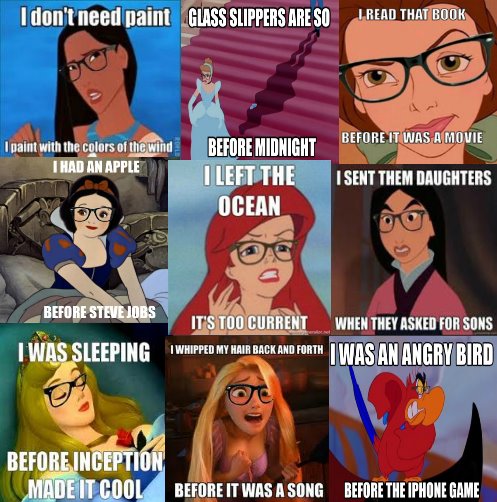 I don't need paint
I paint with the colors of the wind
GLASS SLIPPERS ARE SO
BEFORE MIDNIGHT
I READ THAT BOOK
BEFORE IT WAS A MOVIE
I HAD AN APPLE
BEFORE STEVE JOBS
I LEFT THE
OCEAN
IT'S TOO CURRENT
I SENT THEM DAUGHTERS
WHEN THEY ASKED FOR SONS
I WAS SLEEPING
BEFORE INCEPTION
MADE IT COOL
I WHIPPED MY HAIR BACK AND FORTH
BEFORE IT WAS A SONG
I WAS AN ANGRY BIRD
BEFORE THE IPHONE GAME